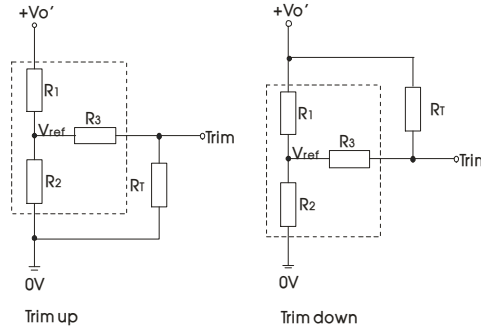 +Vo'
R1
Vref
R3
Trim
R2
RT
0V
Trim up
+Vo'
R1
RT
Vref
R3
Trim
R2
0V
Trim down